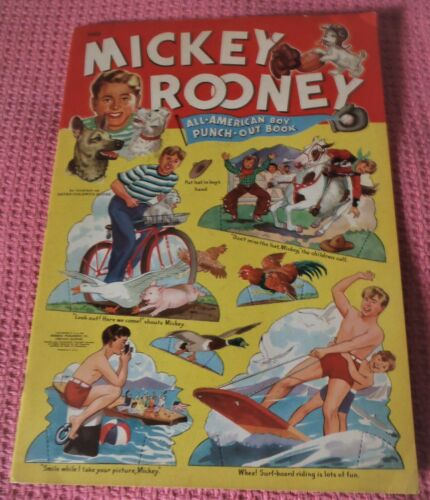 MICKEY
ROONEY
ALL-AMERICAN BOY
PUNCH-OUT BOOK
Put hat in boy's
hand
"Don't miss the hat, Mickey, the children call.
"Look out! Here we come!" shouts Mickey.
"Smile while I take your picture, Mickey."
Whee! Surf-board riding is lots of fun.